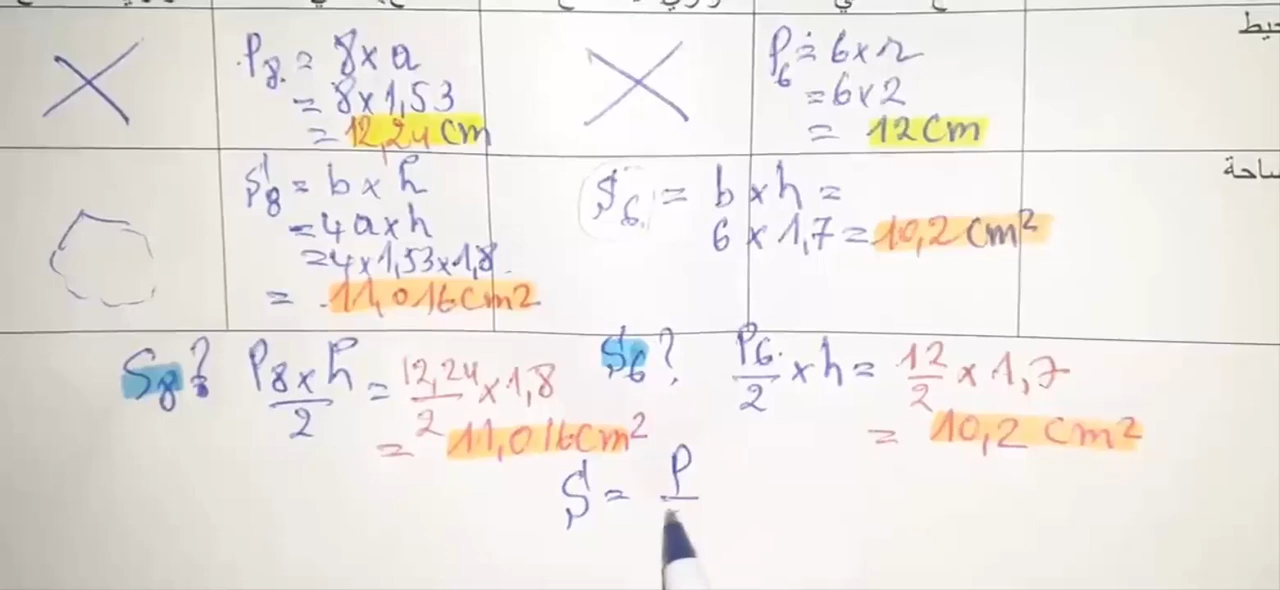 P8 = 8 x a
= 8 x 1,53
= 12,24 cm
P6 = 6 x r
= 6 x 2
= 12 cm
S8 = b x h
= 4 a x h
= 4 x 1,53 x 1,8
= 11,016 cm2
S6 = b x h =
6 x 1,7 = 10,2 cm²
S8? P8 x h / 2 = 12,24 / 2 x 1,8
= 11,016 cm²
S6? P6 / 2 x h = 12 / 2 x 1,7
= 10,2 cm²
S = P